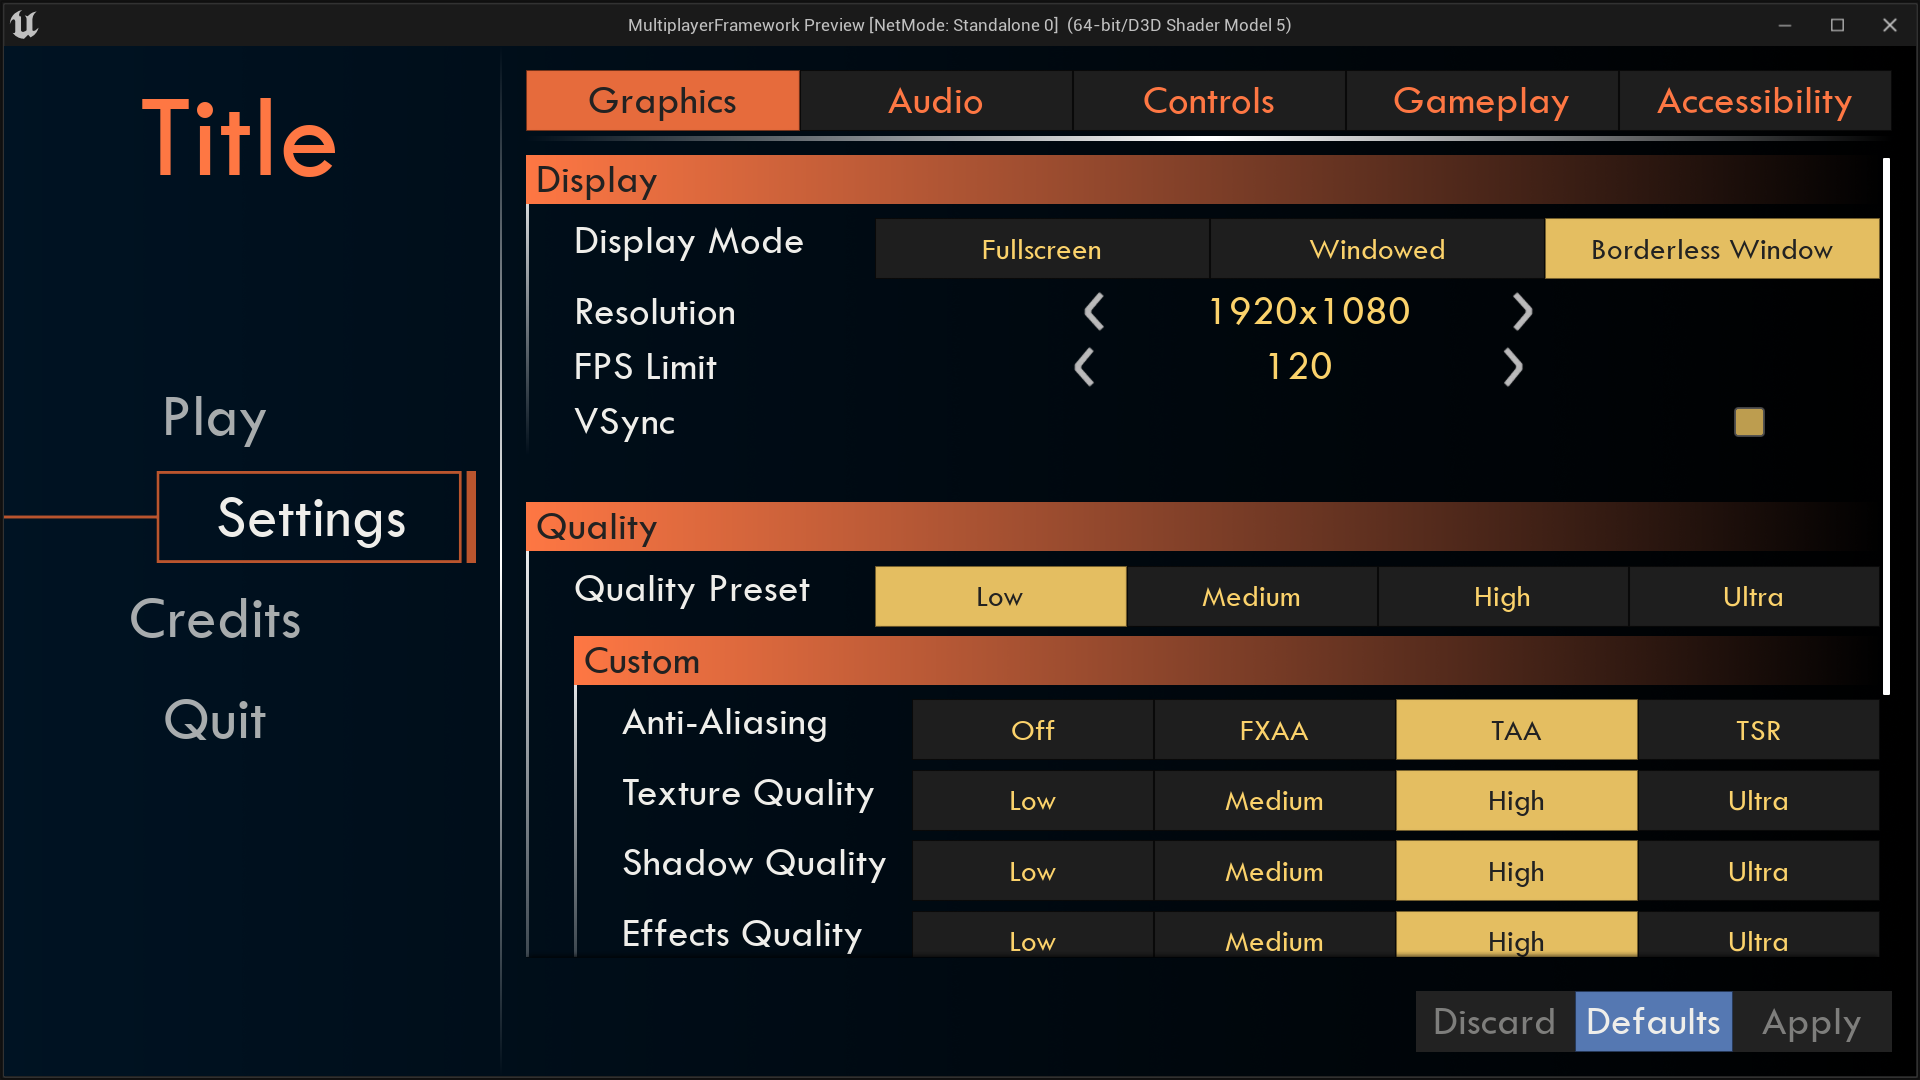 MultiplayerFramework Preview [NetMode: Standalone 0]  (64-bit/D3D Shader Model 5)
Title
Play
Settings
Credits
Quit
Graphics Audio Controls Gameplay Accessibility
Display
Display Mode Fullscreen Windowed Borderless Window
Resolution 1920x1080
FPS Limit 120
VSync
Quality
Quality Preset Low Medium High Ultra
Custom
Anti-Aliasing Off FXAA TAA TSR
Texture Quality Low Medium High Ultra
Shadow Quality Low Medium High Ultra
Effects Quality Low Medium High Ultra
Discard Defaults Apply